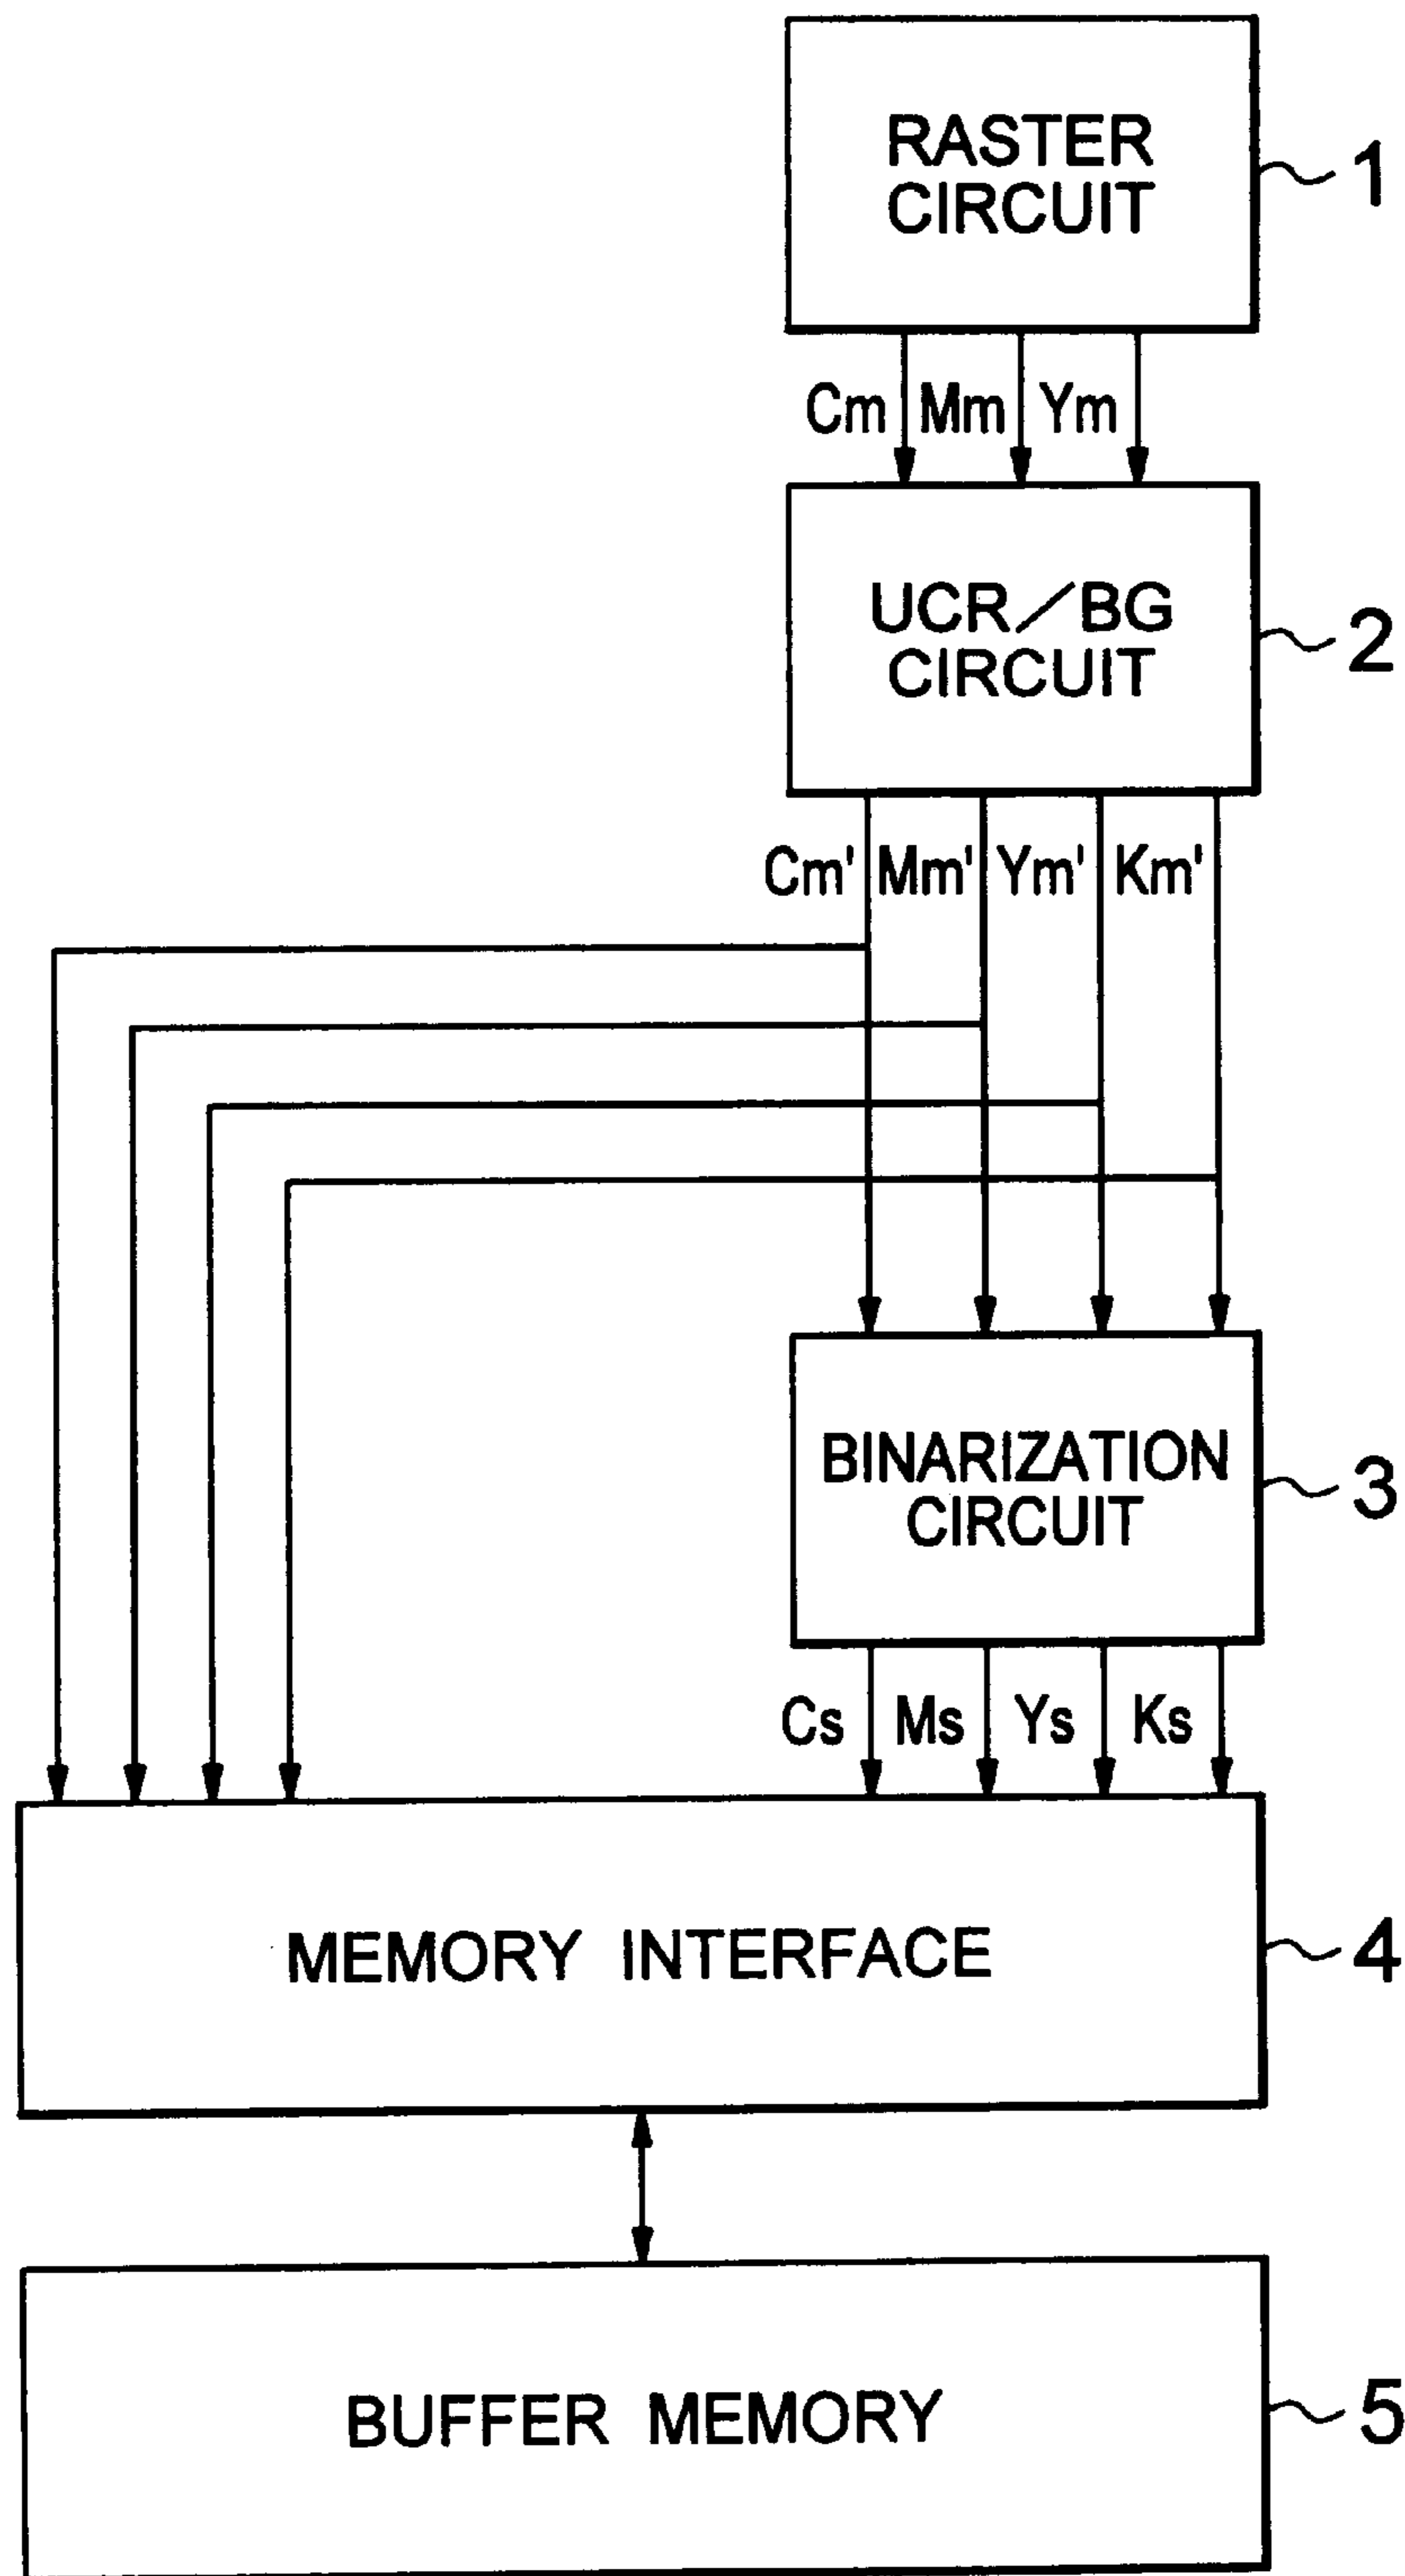 RASTER
CIRCUIT
1
Cm Mm Ym
UCR／BG
CIRCUIT
2
Cm' Mm' Ym' Km'
BINARIZATION
CIRCUIT
3
Cs Ms Ys Ks
MEMORY INTERFACE
4
BUFFER MEMORY
5